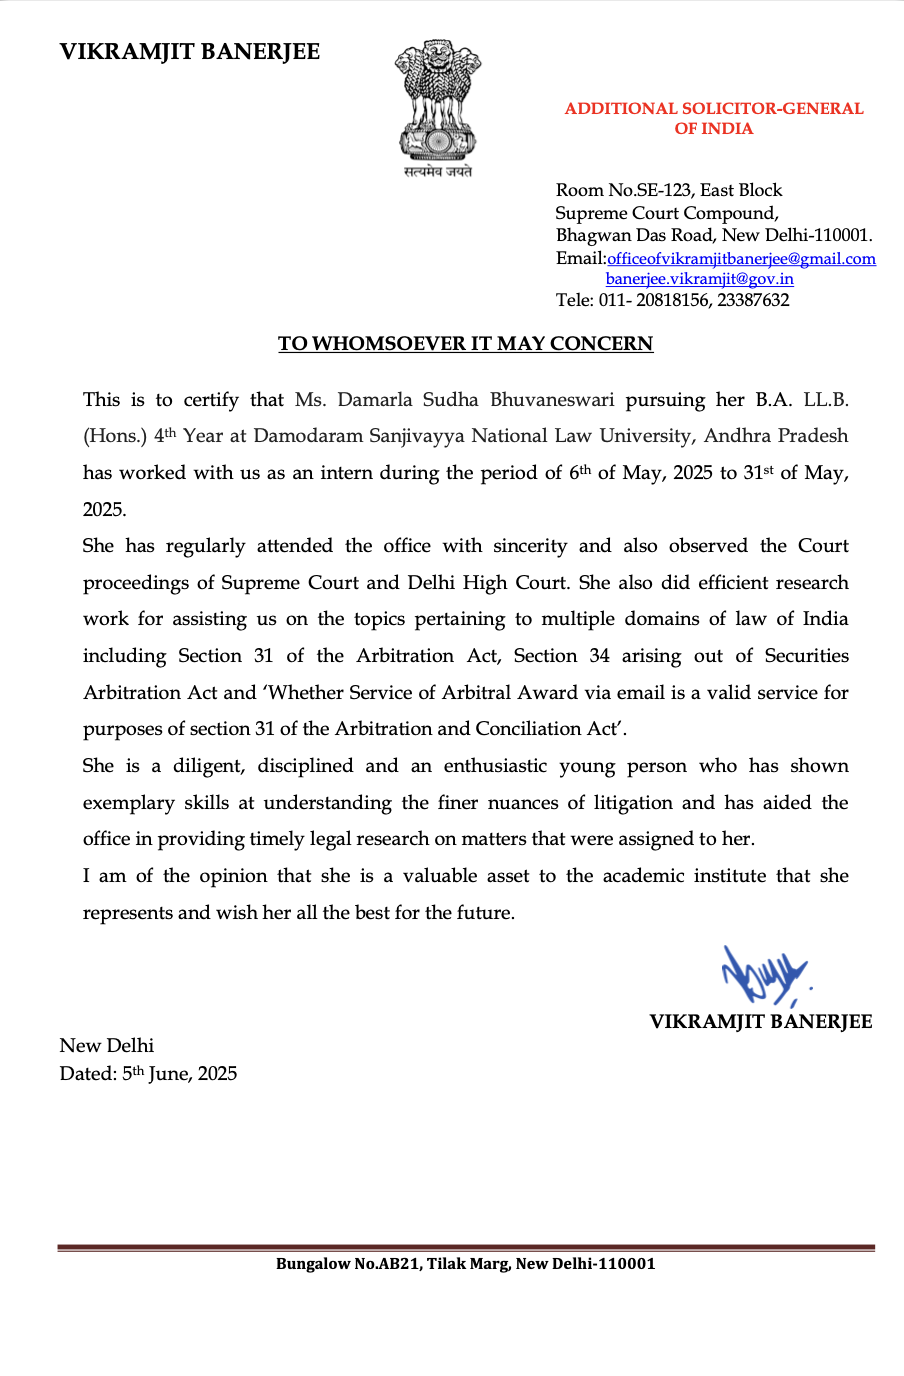 VIKRAMJIT BANERJEE
सत्यमेव जयते
ADDITIONAL SOLICITOR-GENERAL
OF INDIA
Room No.SE-123, East Block
Supreme Court Compound,
Bhagwan Das Road, New Delhi-110001.
Email:officeofvikramjitbanerjee@gmail.com
banerjee.vikramjit@gov.in
Tele: 011- 20818156, 23387632
TO WHOMSOEVER IT MAY CONCERN
This is to certify that Ms. Damarla Sudha Bhuvaneswari pursuing her B.A. LL.B.
(Hons.) 4th Year at Damodaram Sanjivayya National Law University, Andhra Pradesh
has worked with us as an intern during the period of 6th of May, 2025 to 31st of May,
2025.
She has regularly attended the office with sincerity and also observed the Court
proceedings of Supreme Court and Delhi High Court. She also did efficient research
work for assisting us on the topics pertaining to multiple domains of law of India
including Section 31 of the Arbitration Act, Section 34 arising out of Securities
Arbitration Act and ‘Whether Service of Arbitral Award via email is a valid service for
purposes of section 31 of the Arbitration and Conciliation Act’.
She is a diligent, disciplined and an enthusiastic young person who has shown
exemplary skills at understanding the finer nuances of litigation and has aided the
office in providing timely legal research on matters that were assigned to her.
I am of the opinion that she is a valuable asset to the academic institute that she
represents and wish her all the best for the future.
VIKRAMJIT BANERJEE
New Delhi
Dated: 5th June, 2025
Bungalow No.AB21, Tilak Marg, New Delhi-110001